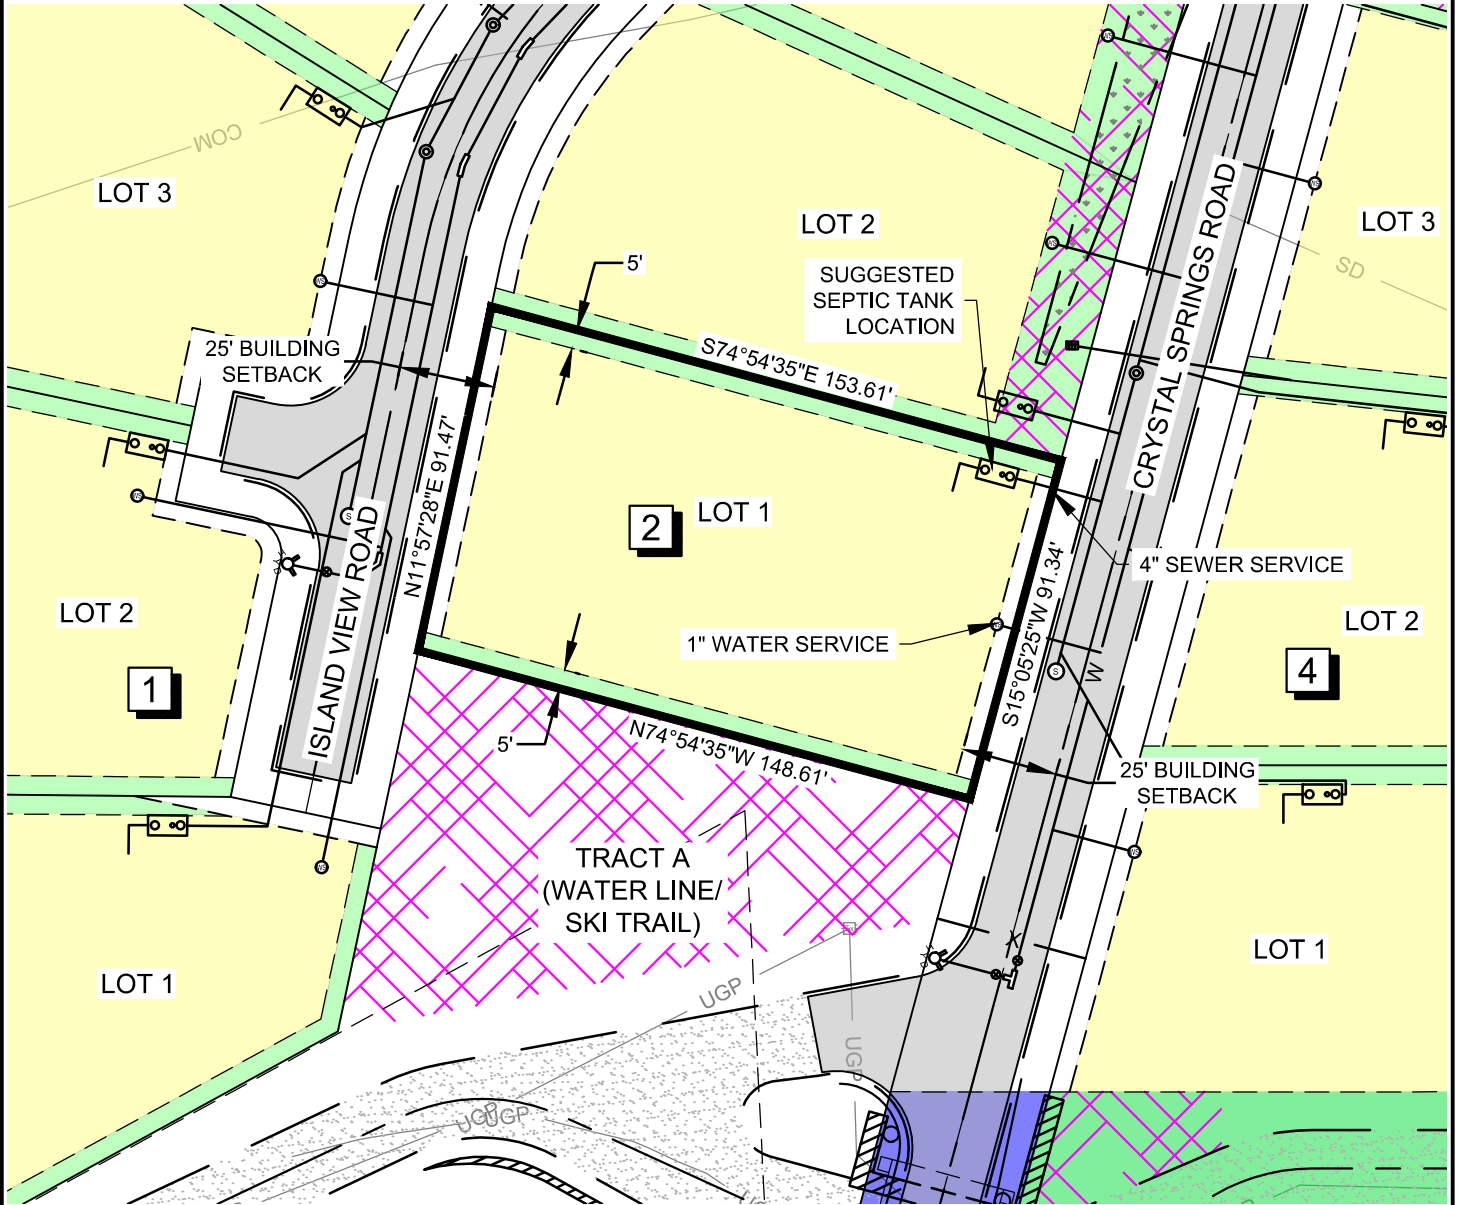 COM
LOT 3
LOT 2
LOT 3
SD
5'
SUGGESTED
SEPTIC TANK
LOCATION
CRYSTAL SPRINGS ROAD
25' BUILDING
SETBACK
S74°54'35"E 153.61'
N11°57'28"E 91.47'
2
LOT 1
S
ISLAND VIEW ROAD
4" SEWER SERVICE
LOT 2
LOT 2
1" WATER SERVICE
S15°05'25"W 91.34'
S
W
1
4
5'
N74°54'35"W 148.61'
25' BUILDING
SETBACK
TRACT A
(WATER LINE/
SKI TRAIL)
X
LOT 1
LOT 1
UGP
UGP
UGP
UGP